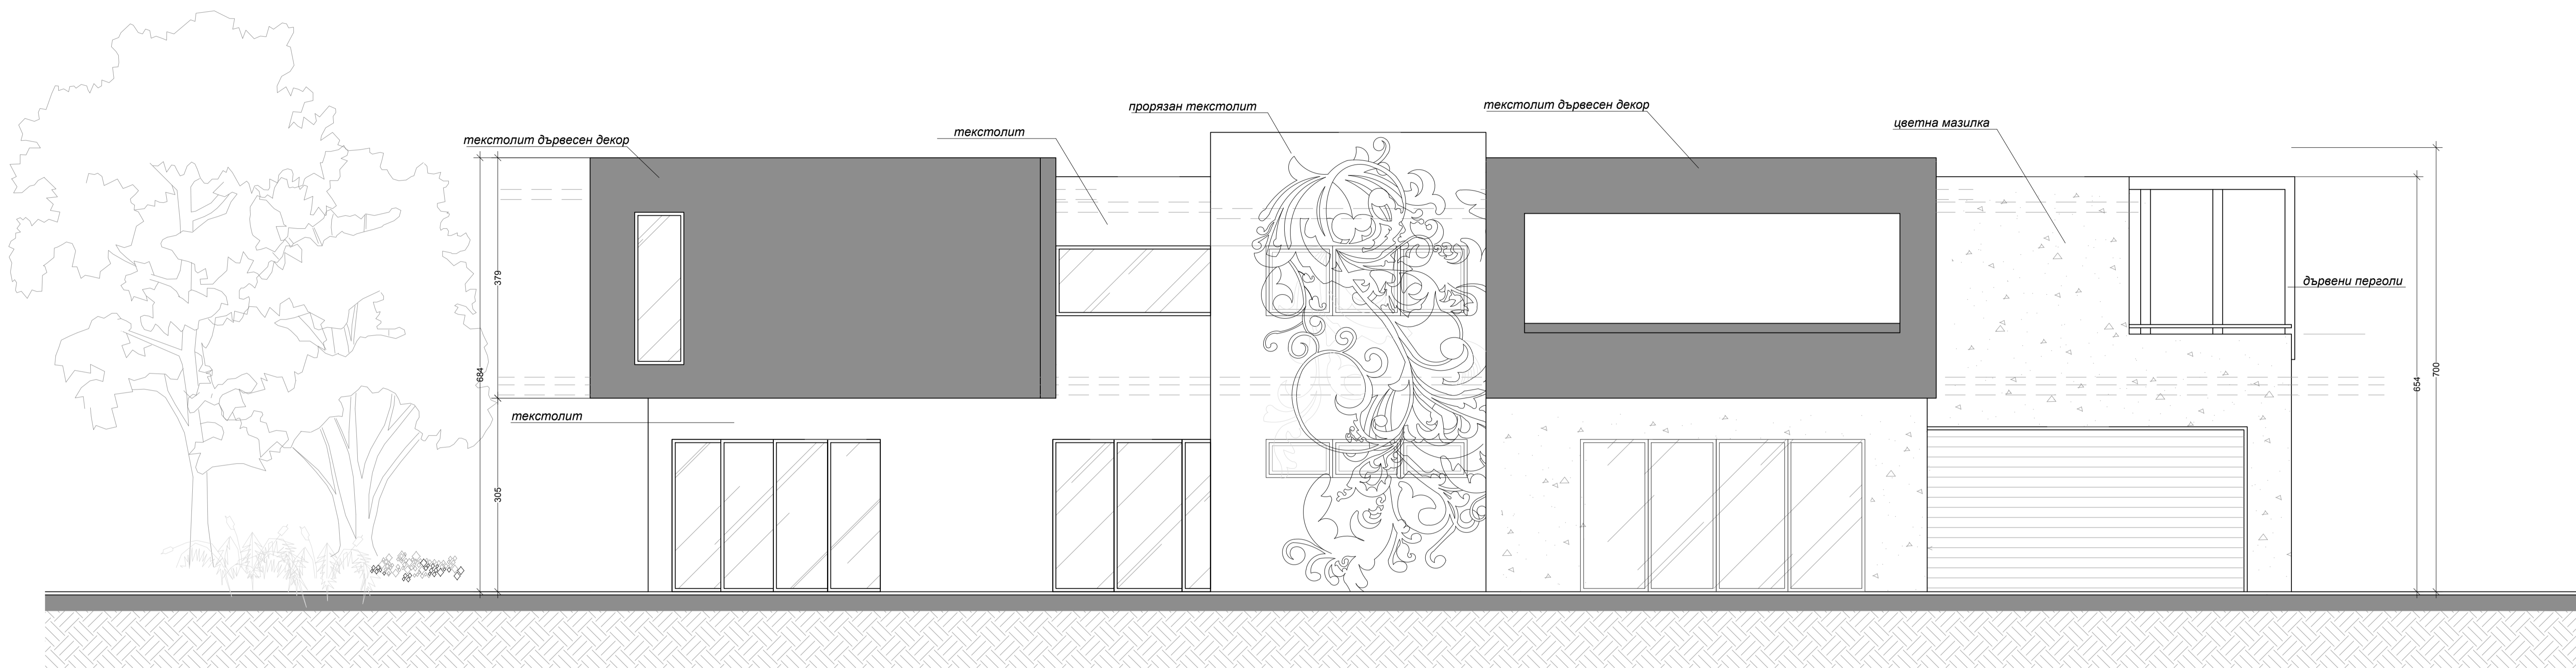 прорязан текстолит
текстолит дървесен декор
цветна мазилка
текстолит
текстолит дървесен декор
379
дървени перголи
684
700
654
текстолит
305